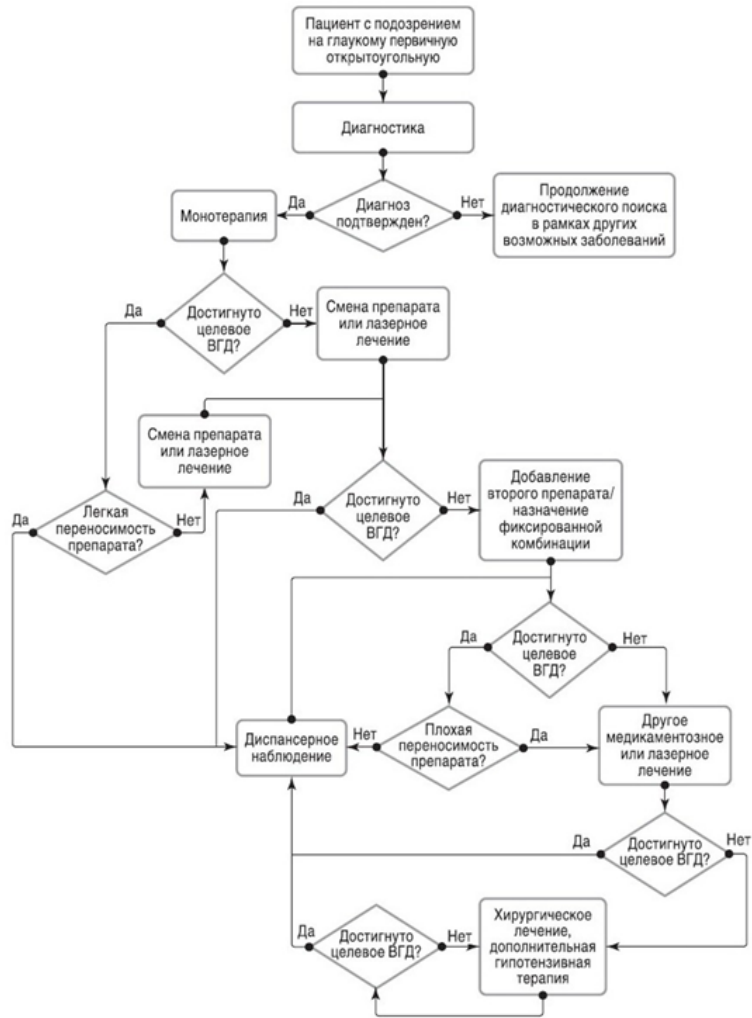 Пациент с подозрением
на глаукому первичную
открытоугольную
Диагностика
Диагноз
подтвержден?
Да
Нет
Монотерапия
Продолжение
диагностического поиска
в рамках других
возможных заболеваний
Достигнуто
целевое
ВГД?
Да
Нет
Смена препарата
или лазерное
лечение
Смена препарата
или лазерное
лечение
Легкая
переносимость
препарата?
Да
Нет
Достигнуто
целевое
ВГД?
Да
Нет
Добавление
второго препарата/
назначение
фиксированной
комбинации
Достигнуто
целевое
ВГД?
Да
Нет
Диспансерное
наблюдение
Нет
Плохая
переносимость
препарата?
Да
Другое
медикаментозное
или лазерное
лечение
Да
Достигнуто
целевое ВГД?
Нет
Да
Достигнуто
целевое ВГД?
Нет
Хирургическое
лечение,
дополнительная
гипотензивная
терапия